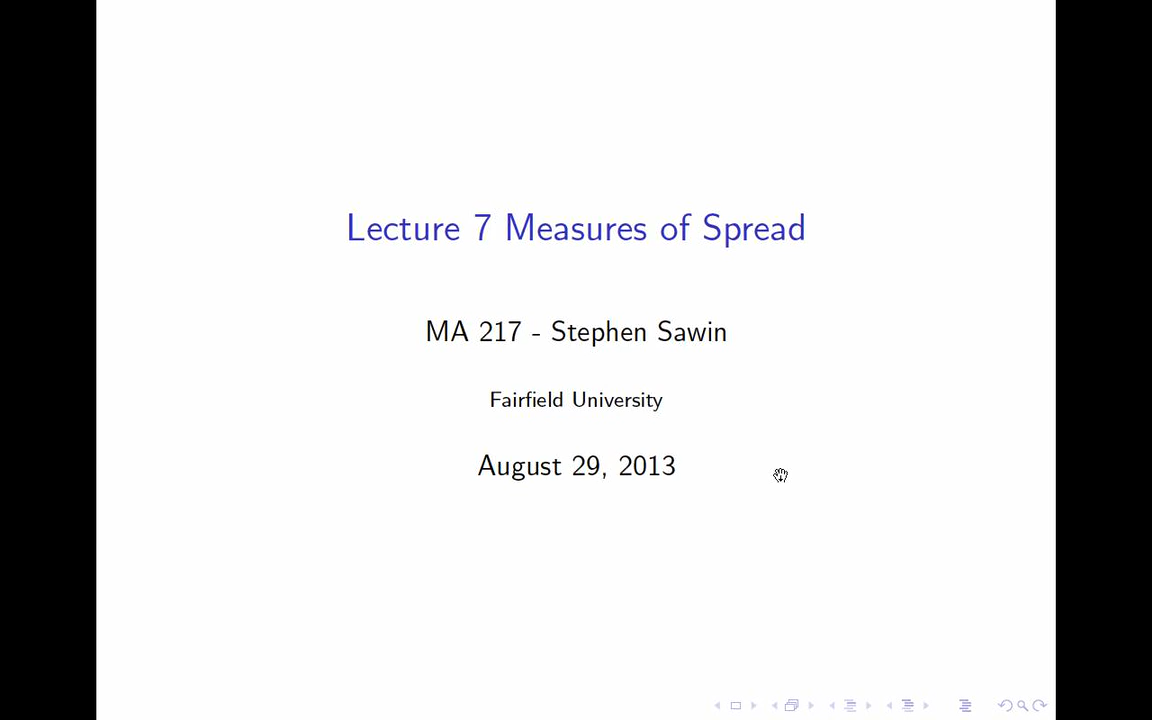 Lecture 7 Measures of Spread
MA 217 - Stephen Sawin
Fairfield University
August 29, 2013